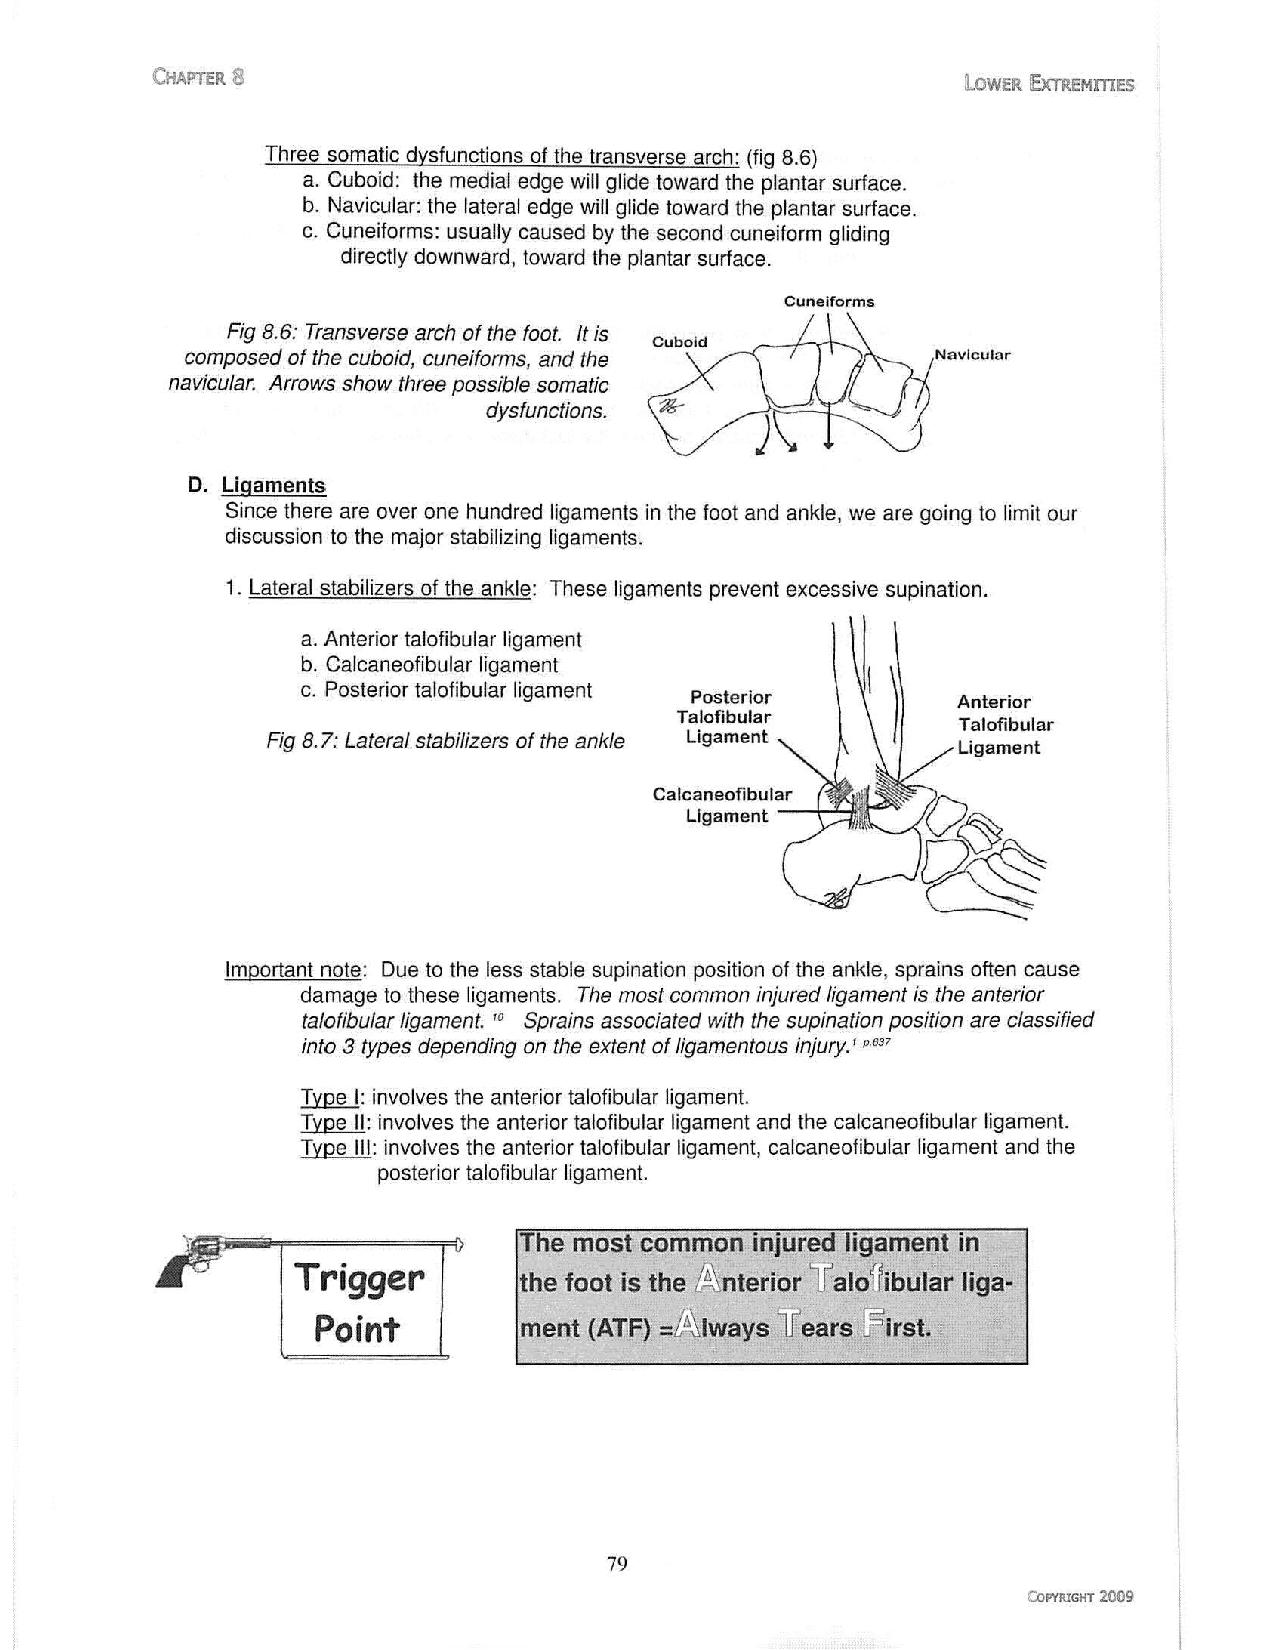 CHAPTER 8
LOWER EXTREMITIES
Three somatic dysfunctions of the transverse arch: (fig 8.6)
a. Cuboid: the medial edge will glide toward the plantar surface.
b. Navicular: the lateral edge will glide toward the plantar surface.
c. Cuneiforms: usually caused by the second cuneiform gliding
directly downward, toward the plantar surface.
Cuneiforms
Cuboid
Navicular
Fig 8.6: Transverse arch of the foot. It is
composed of the cuboid, cuneiforms, and the
navicular. Arrows show three possible somatic
dysfunctions.
D. Ligaments
Since there are over one hundred ligaments in the foot and ankle, we are going to limit our
discussion to the major stabilizing ligaments.
1. Lateral stabilizers of the ankle: These ligaments prevent excessive supination.
a. Anterior talofibular ligament
b. Calcaneofibular ligament
c. Posterior talofibular ligament
Fig 8.7: Lateral stabilizers of the ankle
Posterior
Talofibular
Ligament
Anterior
Talofibular
Ligament
Calcaneofibular
Ligament
Important note: Due to the less stable supination position of the ankle, sprains often cause
damage to these ligaments. The most common injured ligament is the anterior
talofibular ligament. 10 Sprains associated with the supination position are classified
into 3 types depending on the extent of ligamentous injury.1 p.637
Type I: involves the anterior talofibular ligament.
Type II: involves the anterior talofibular ligament and the calcaneofibular ligament.
Type III: involves the anterior talofibular ligament, calcaneofibular ligament and the
posterior talofibular ligament.
Trigger
Point
The most common injured ligament in
the foot is the Anterior Talofibular liga-
ment (ATF) =Always Tears First.
79
COPYRIGHT 2009